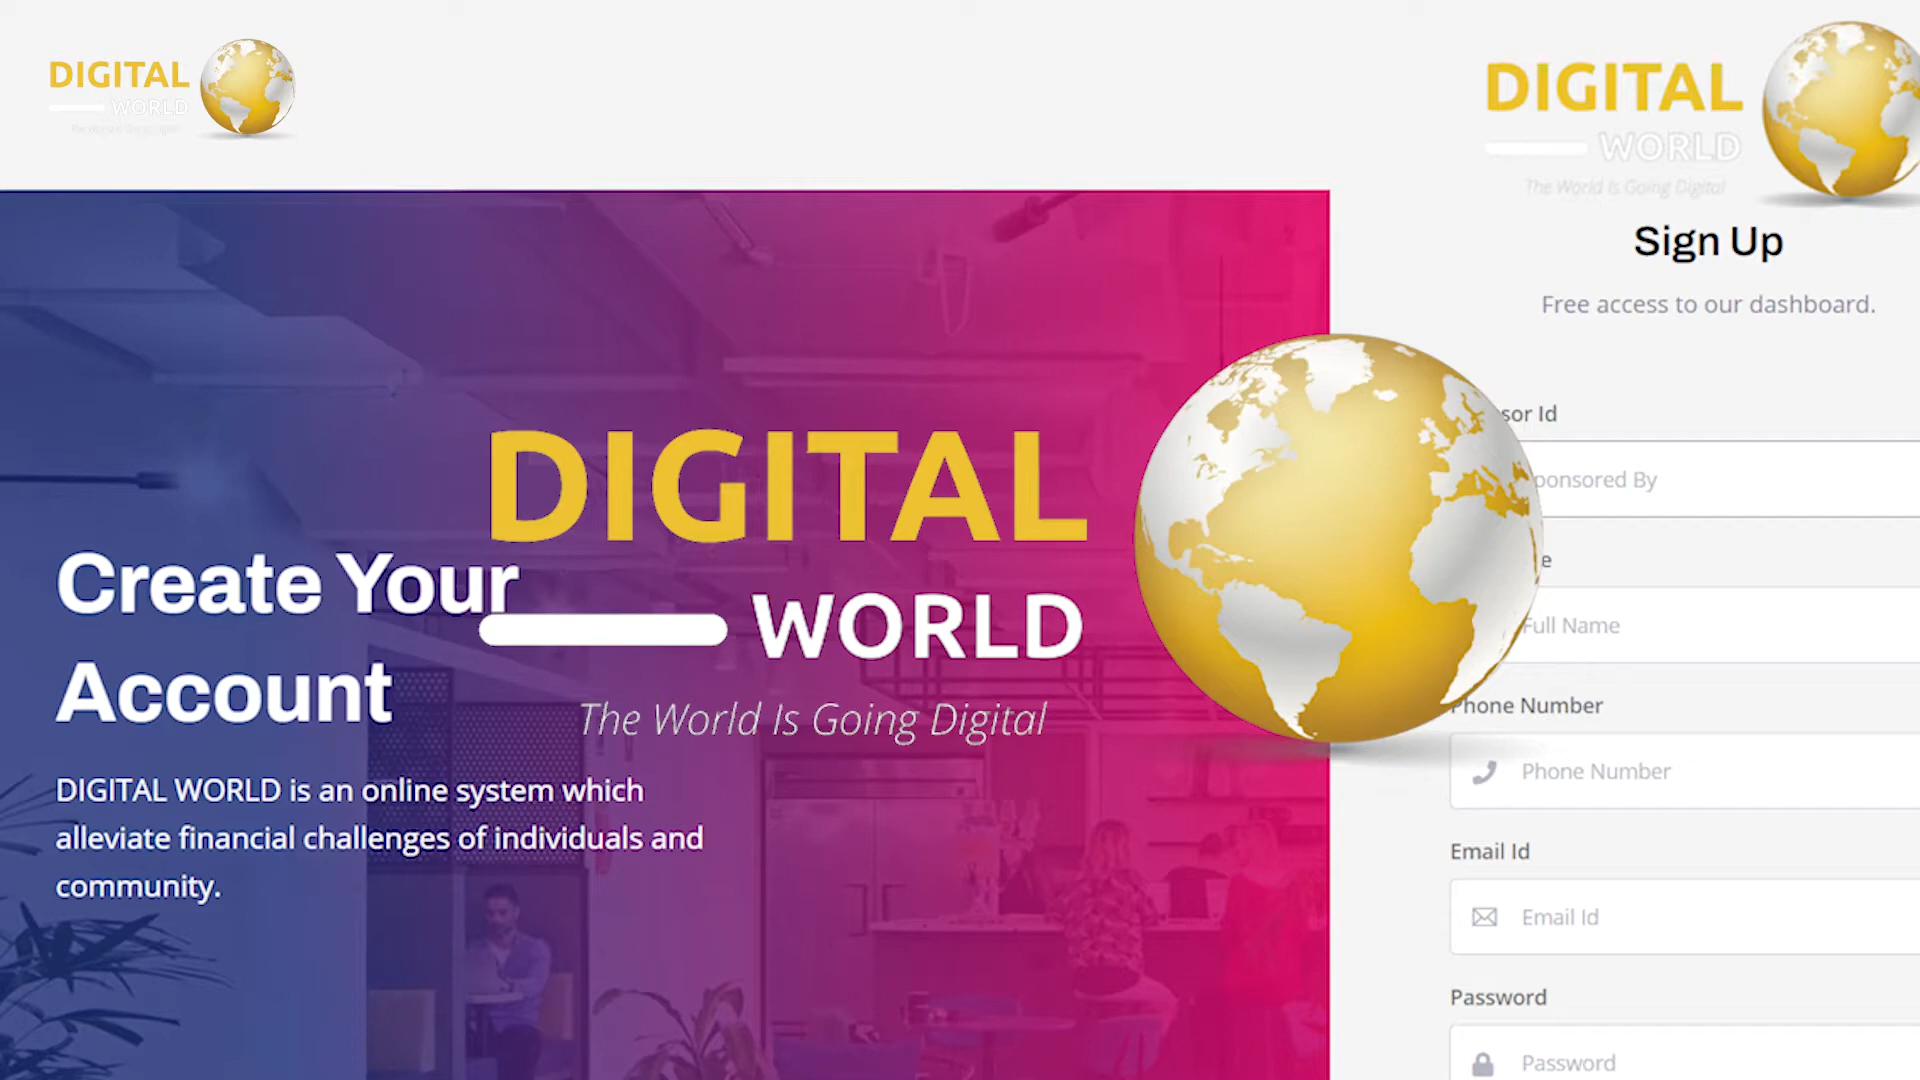 DIGITAL
WORLD
DIGITAL
WORLD
The World Is Going Digital
Sign Up
Free access to our dashboard.
sor Id
ponsored By
e
Full Name
Phone Number
Phone Number
Email Id
Email Id
Password
Password
DIGITAL
WORLD
The World Is Going Digital
Create Your
Account
DIGITAL WORLD is an online system which
alleviate financial challenges of individuals and
community.